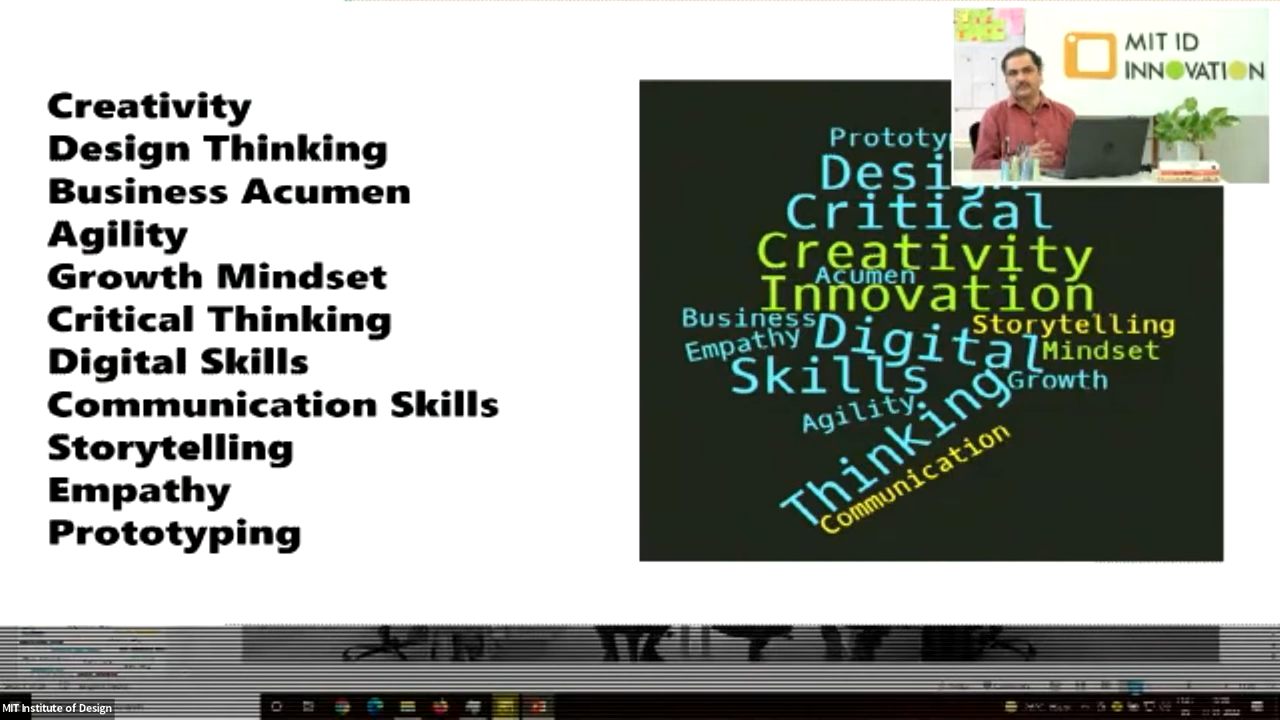 Creativity
Design Thinking
Business Acumen
Agility
Growth Mindset
Critical Thinking
Digital Skills
Communication Skills
Storytelling
Empathy
Prototyping
MIT ID
INNOVATION
Prototyp
Design
Critical
Creativity
Acumen
Innovation
Business
Storytelling
Empathy
Digital
Mindset
Skills
Growth
Agility
Thinking
Communication
MIT Institute of Design